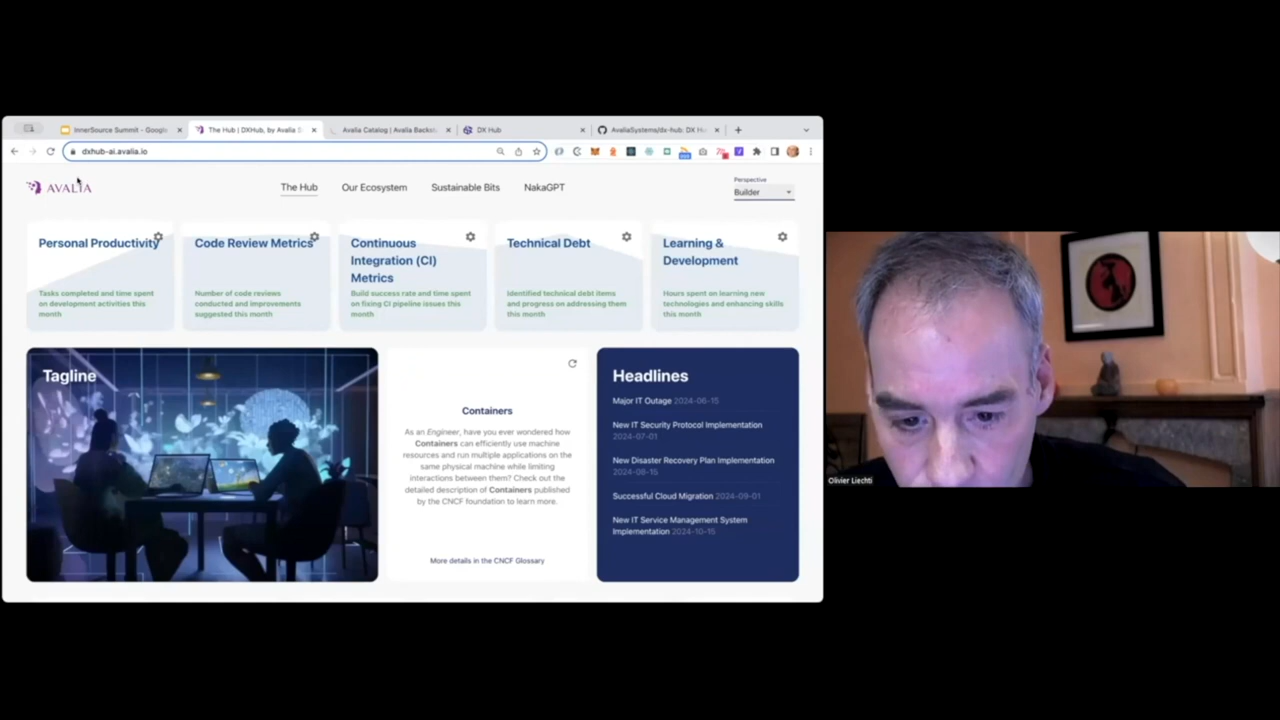 InnerSource Summit - Google
The Hub | DXHub, by Avalia S
Avalia Catalog | Avalia Backs
DX Hub
AvaliaSystems/dx-hub: DX H
dxhub-ai.avalia.io
AVALIA
The Hub
Our Ecosystem
Sustainable Bits
NakaGPT
Perspective
Builder
Personal Productivity
Tasks completed and time spent
on development activities this
month
Code Review Metrics
Number of code reviews
conducted and improvements
suggested this month
Continuous
Integration (CI)
Metrics
Build success rate and time spent
on fixing CI pipeline issues this
month
Technical Debt
Identified technical debt items
and progress on addressing them
this month
Learning &
Development
Hours spent on learning new
technologies and enhancing skills
this month
Tagline
Containers
As an Engineer, have you ever wondered how
Containers can efficiently use machine
resources and run multiple applications on
the same physical machine while limiting
interactions between them? Check out the
detailed description of Containers published
by the CNCF foundation to learn more.
More details in the CNCF Glossary
Headlines
Major IT Outage 2024-06-15
New IT Security Protocol Implementation
2024-07-01
New Disaster Recovery Plan Implementation
2024-08-15
Successful Cloud Migration 2024-09-01
New IT Service Management System
Implementation 2024-10-15
Olivier Liechti